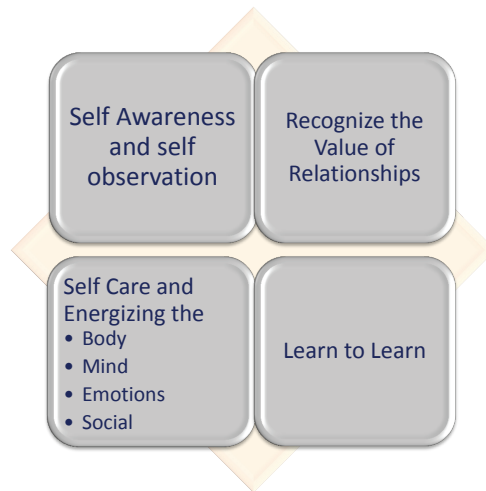 Self Awareness
and self
observation
Recognize the
Value of
Relationships
Self Care and
Energizing the
• Body
• Mind
• Emotions
• Social
Learn to Learn